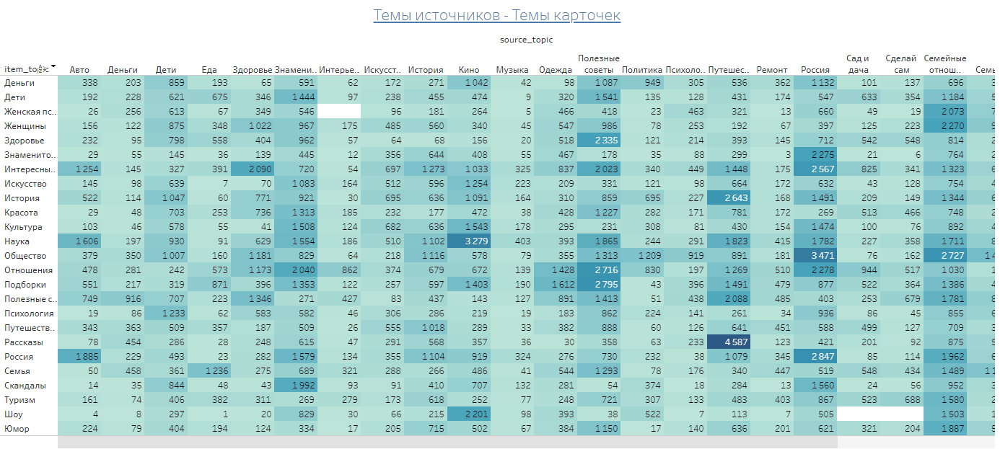 Темы источников - Темы карточек
source_topic
item_topic Авто Деньги Дети Еда Здоровье Знамени.. Интерье.. Искусст.. История Кино Музыка Одежда Полезные советы Политика Психоло.. Путешес.. Ремонт Россия Сад и дача Сделай сам Семейные отнош.. Семь
Деньги 338 203 859 193 65 591 62 172 271 1 042 42 98 1 087 949 305 536 362 1 132 101 137 696 3
Дети 192 228 621 675 346 1 444 97 238 455 474 9 320 1 541 135 128 431 174 547 633 354 1 184 5
Женская пс.. 26 256 613 67 349 546 96 181 264 5 466 418 23 463 321 13 660 49 19 2 073 7
Женщины 156 122 875 348 1 022 967 175 485 560 340 45 547 986 78 253 192 67 397 125 223 2 270 9
Здоровье 232 95 798 558 404 962 57 64 68 156 20 518 2 335 121 214 393 145 712 542 548 814 2
Знаменито.. 29 55 145 36 139 445 12 356 644 408 55 467 178 35 88 299 3 2 275 21 6 764 2
Интересны.. 1 254 145 327 391 2 090 720 54 697 1 273 1 033 325 837 2 023 340 449 1 448 175 2 567 825 341 1 323 6
Искусство 145 98 639 7 70 1 083 164 512 596 1 254 223 209 331 121 98 664 172 632 43 128 754 4
История 522 114 1 047 60 771 921 30 695 636 1 091 164 310 859 695 227 2 643 168 1 491 209 149 1 344 6
Красота 29 48 703 253 736 1 313 185 232 177 472 38 428 1 227 282 171 781 172 269 513 466 748 2
Культура 103 46 578 55 41 1 508 124 682 636 1 543 178 295 231 308 81 430 154 1 474 100 76 892 4
Наука 1 606 197 930 91 629 1 554 186 510 1 102 3 279 403 393 1 865 244 291 1 823 415 1 782 227 358 1 711 8
Общество 379 350 1 007 160 1 181 829 64 218 1 116 578 79 355 1 313 1 209 919 891 181 3 471 76 162 2 727 1 4
Отношения 478 281 242 573 1 173 2 040 862 374 679 672 139 1 428 2 716 830 197 1 269 510 2 278 944 517 1 030 1
Подборки 551 217 319 871 396 1 353 122 257 597 1 403 190 1 612 2 795 43 396 1 491 479 877 522 364 1 386 4
Полезные с.. 749 916 707 223 1 346 271 427 83 437 143 127 891 1 413 51 438 2 088 485 403 253 679 1 781 8
Психология 19 86 1 233 62 583 582 46 306 286 219 19 183 862 224 141 261 34 936 86 45 855 6
Путешеств.. 343 363 509 357 187 509 26 555 1 018 289 33 382 888 60 126 641 451 588 499 127 709 3
Рассказы 78 454 286 28 248 615 47 291 568 357 36 30 358 63 233 4 587 123 421 201 92 875 5
Россия 1 885 229 493 23 282 1 579 134 355 1 104 919 324 276 730 232 38 1 079 345 2 847 85 114 1 962 6
Семья 50 458 361 1 236 275 689 321 288 266 486 41 544 1 293 78 176 340 447 519 548 434 1 489 1 1
Скандалы 14 35 844 48 43 1 992 93 91 410 707 132 281 54 374 18 284 13 1 560 24 56 952 3
Туризм 161 74 406 382 311 269 279 173 618 252 77 248 721 307 133 483 403 867 523 688 1 580 2
Шоу 4 8 297 1 20 829 30 66 215 2 201 98 393 38 522 7 113 7 505 1 503 1
Юмор 224 79 404 194 124 334 17 205 715 502 67 384 1 150 17 140 636 201 621 321 204 1 887 5